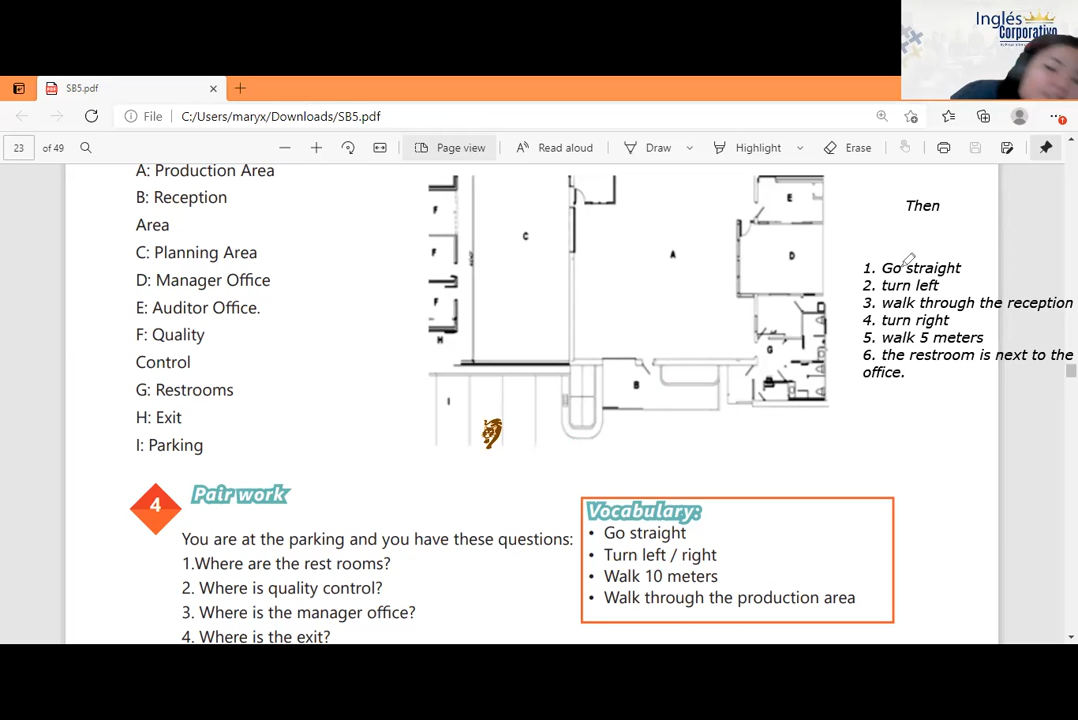 Inglés
Corporativo
SB5.pdf
File
C:/Users/maryx/Downloads/SB5.pdf
23 of 49
Page view
Read aloud
Draw
Highlight
Erase
A: Production Area
B: Reception
Area
C: Planning Area
D: Manager Office
E: Auditor Office.
F: Quality
Control
G: Restrooms
H: Exit
I: Parking
F
F
F
H
C
A
E
D
G
B
I
Then
1. Go straight
2. turn left
3. walk through the reception
4. turn right
5. walk 5 meters
6. the restroom is next to the
office.
4
Pair work
You are at the parking and you have these questions:
1.Where are the rest rooms?
2. Where is quality control?
3. Where is the manager office?
4. Where is the exit?
Vocabulary:
• Go straight
• Turn left / right
• Walk 10 meters
• Walk through the production area